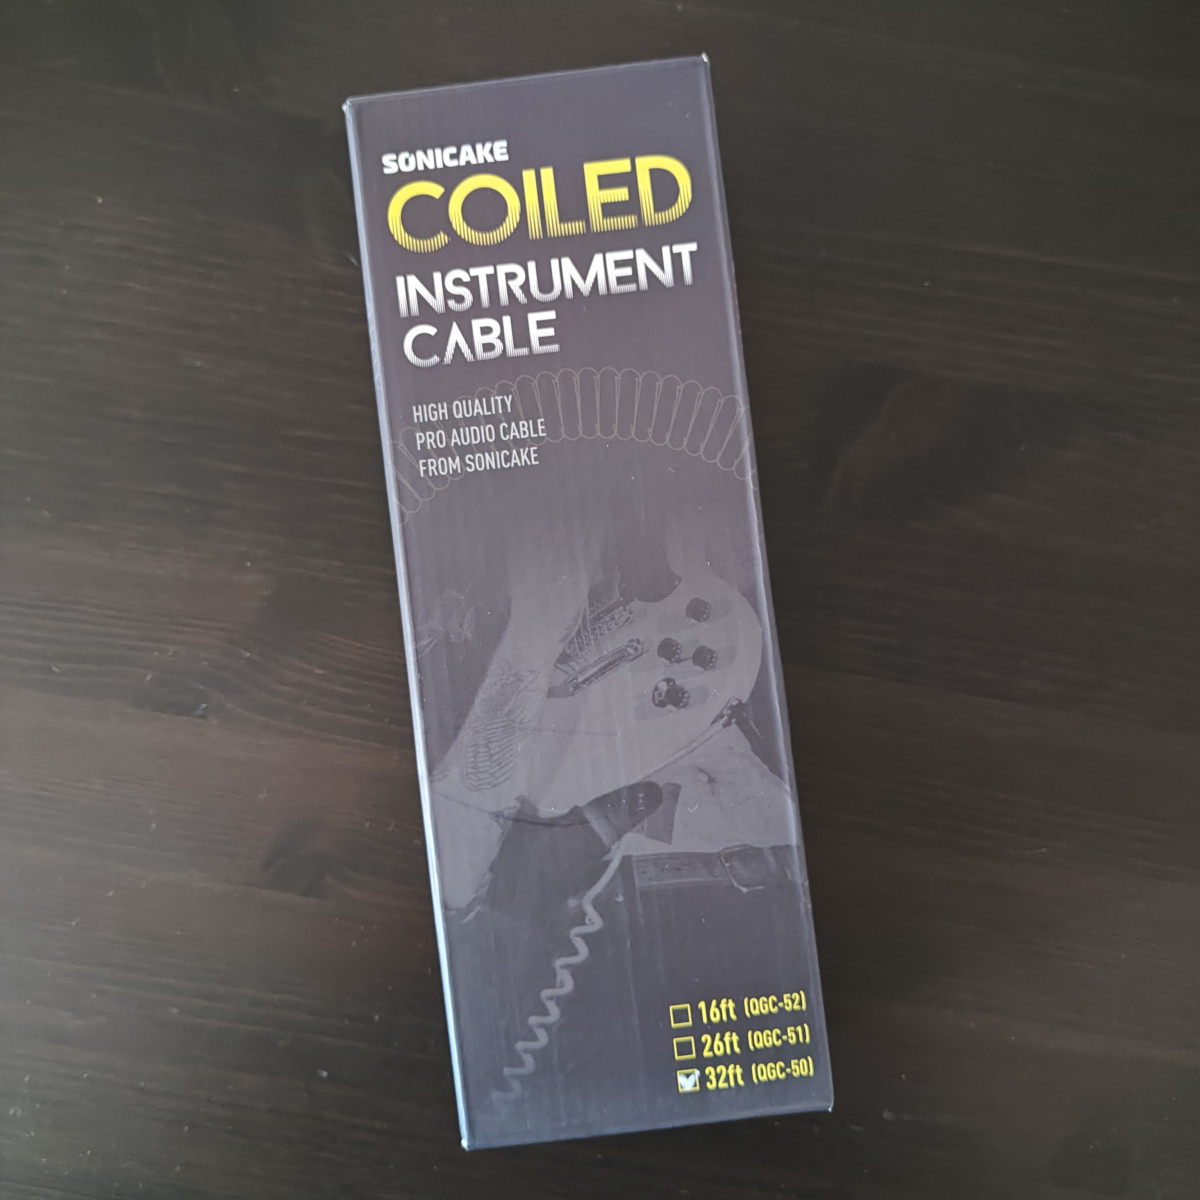 SONICAKE
COILED
INSTRUMENT
CABLE
HIGH QUALITY
PRO AUDIO CABLE
FROM SONICAKE
16ft (QGC-52)
26ft (QGC-51)
32ft (QGC-50)